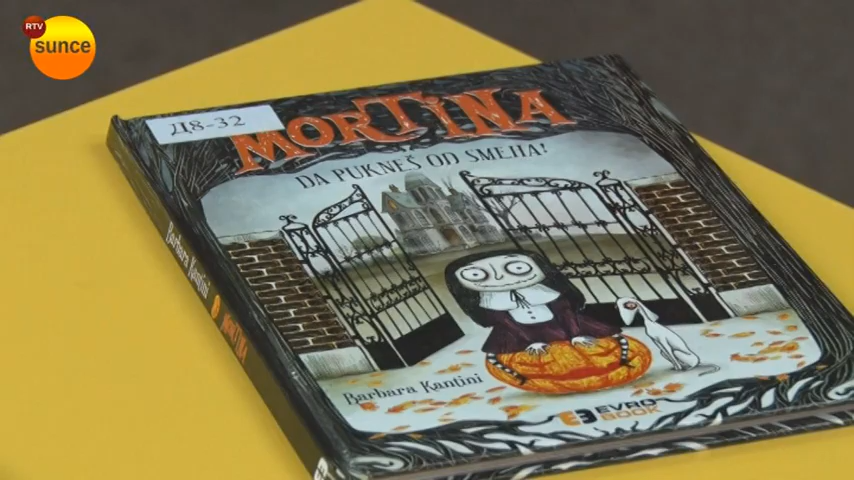 RTV
sunce
Д8-32
MORTINA
DA PUKNEŠ OD SMEHA!
Barbara Kantini
MORTINA
Barbara Kantini
EVRO
BOOK